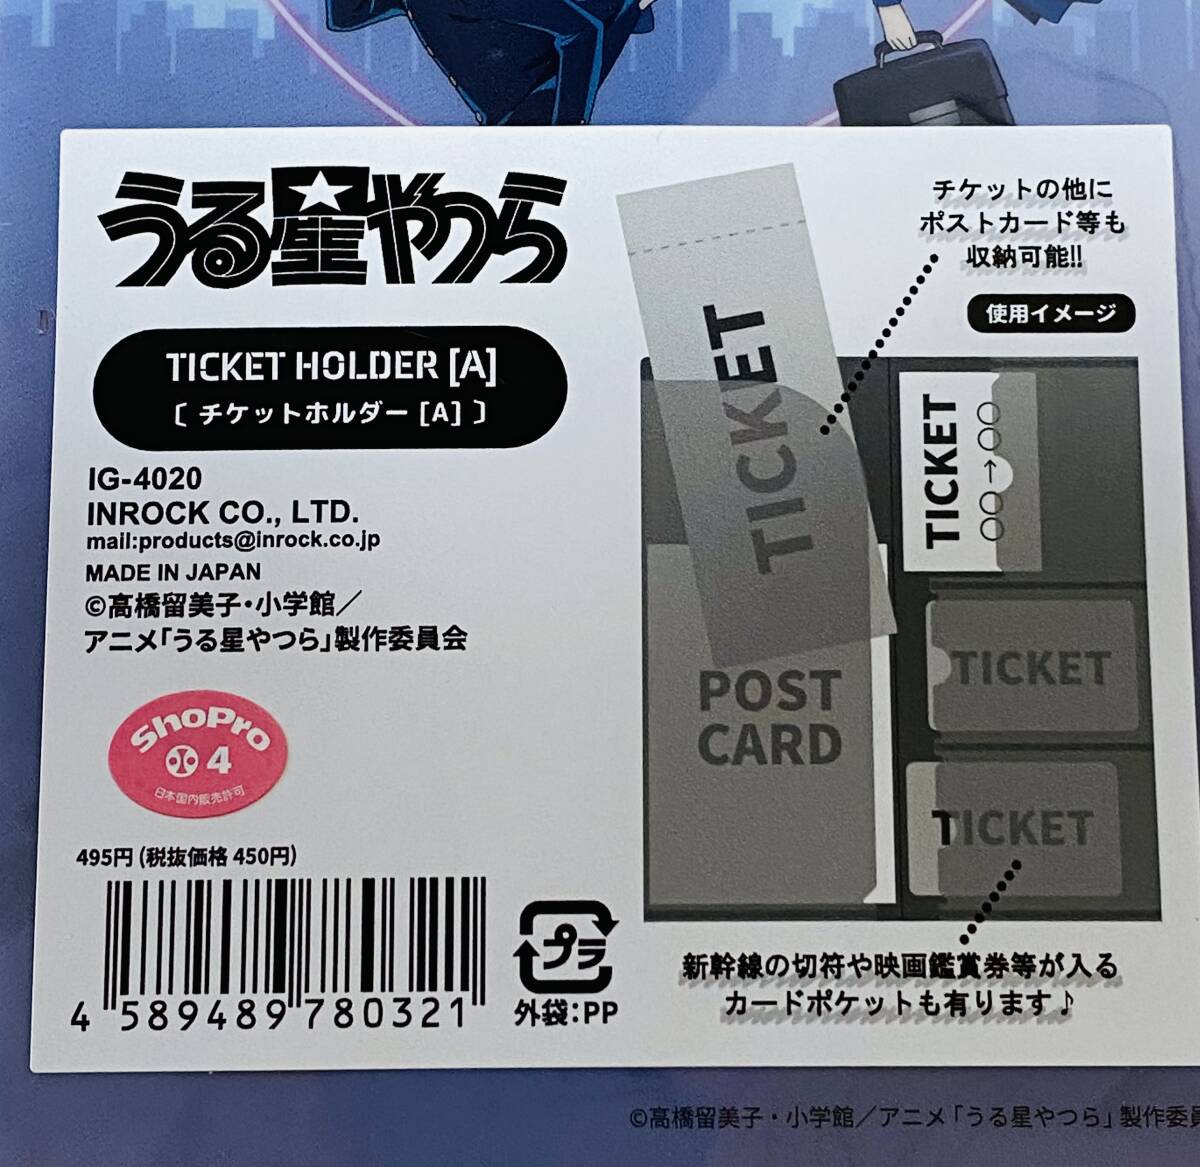 うる星やつら
TICKET HOLDER [A]
〔 チケットホルダー [A] 〕
IG-4020
INROCK CO., LTD.
mail:products@inrock.co.jp
MADE IN JAPAN
©高橋留美子・小学館／
アニメ「うる星やつら」製作委員会
ShoPro
4
日本国内販売許可
495円 (税抜価格 450円)
4 589489 780321
プラ
外袋：PP
チケットの他に
ポストカード等も
収納可能!!
使用イメージ
TICKET
TICKET
○○→○○
POST
CARD
TICKET
TICKET
新幹線の切符や映画鑑賞券等が入る
カードポケットも有ります♪
©高橋留美子・小学館／アニメ「うる星やつら」製作委員